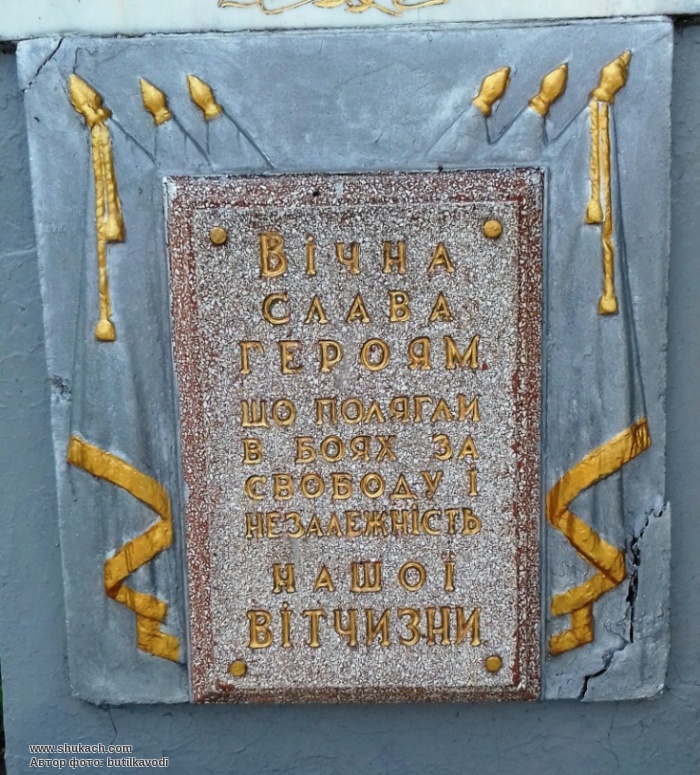 Вічна
слава
героям
що полягли
в боях за
свободу і
незалежність
нашої
вітчизни
www.shukach.com
Автор фото: butilkavodi